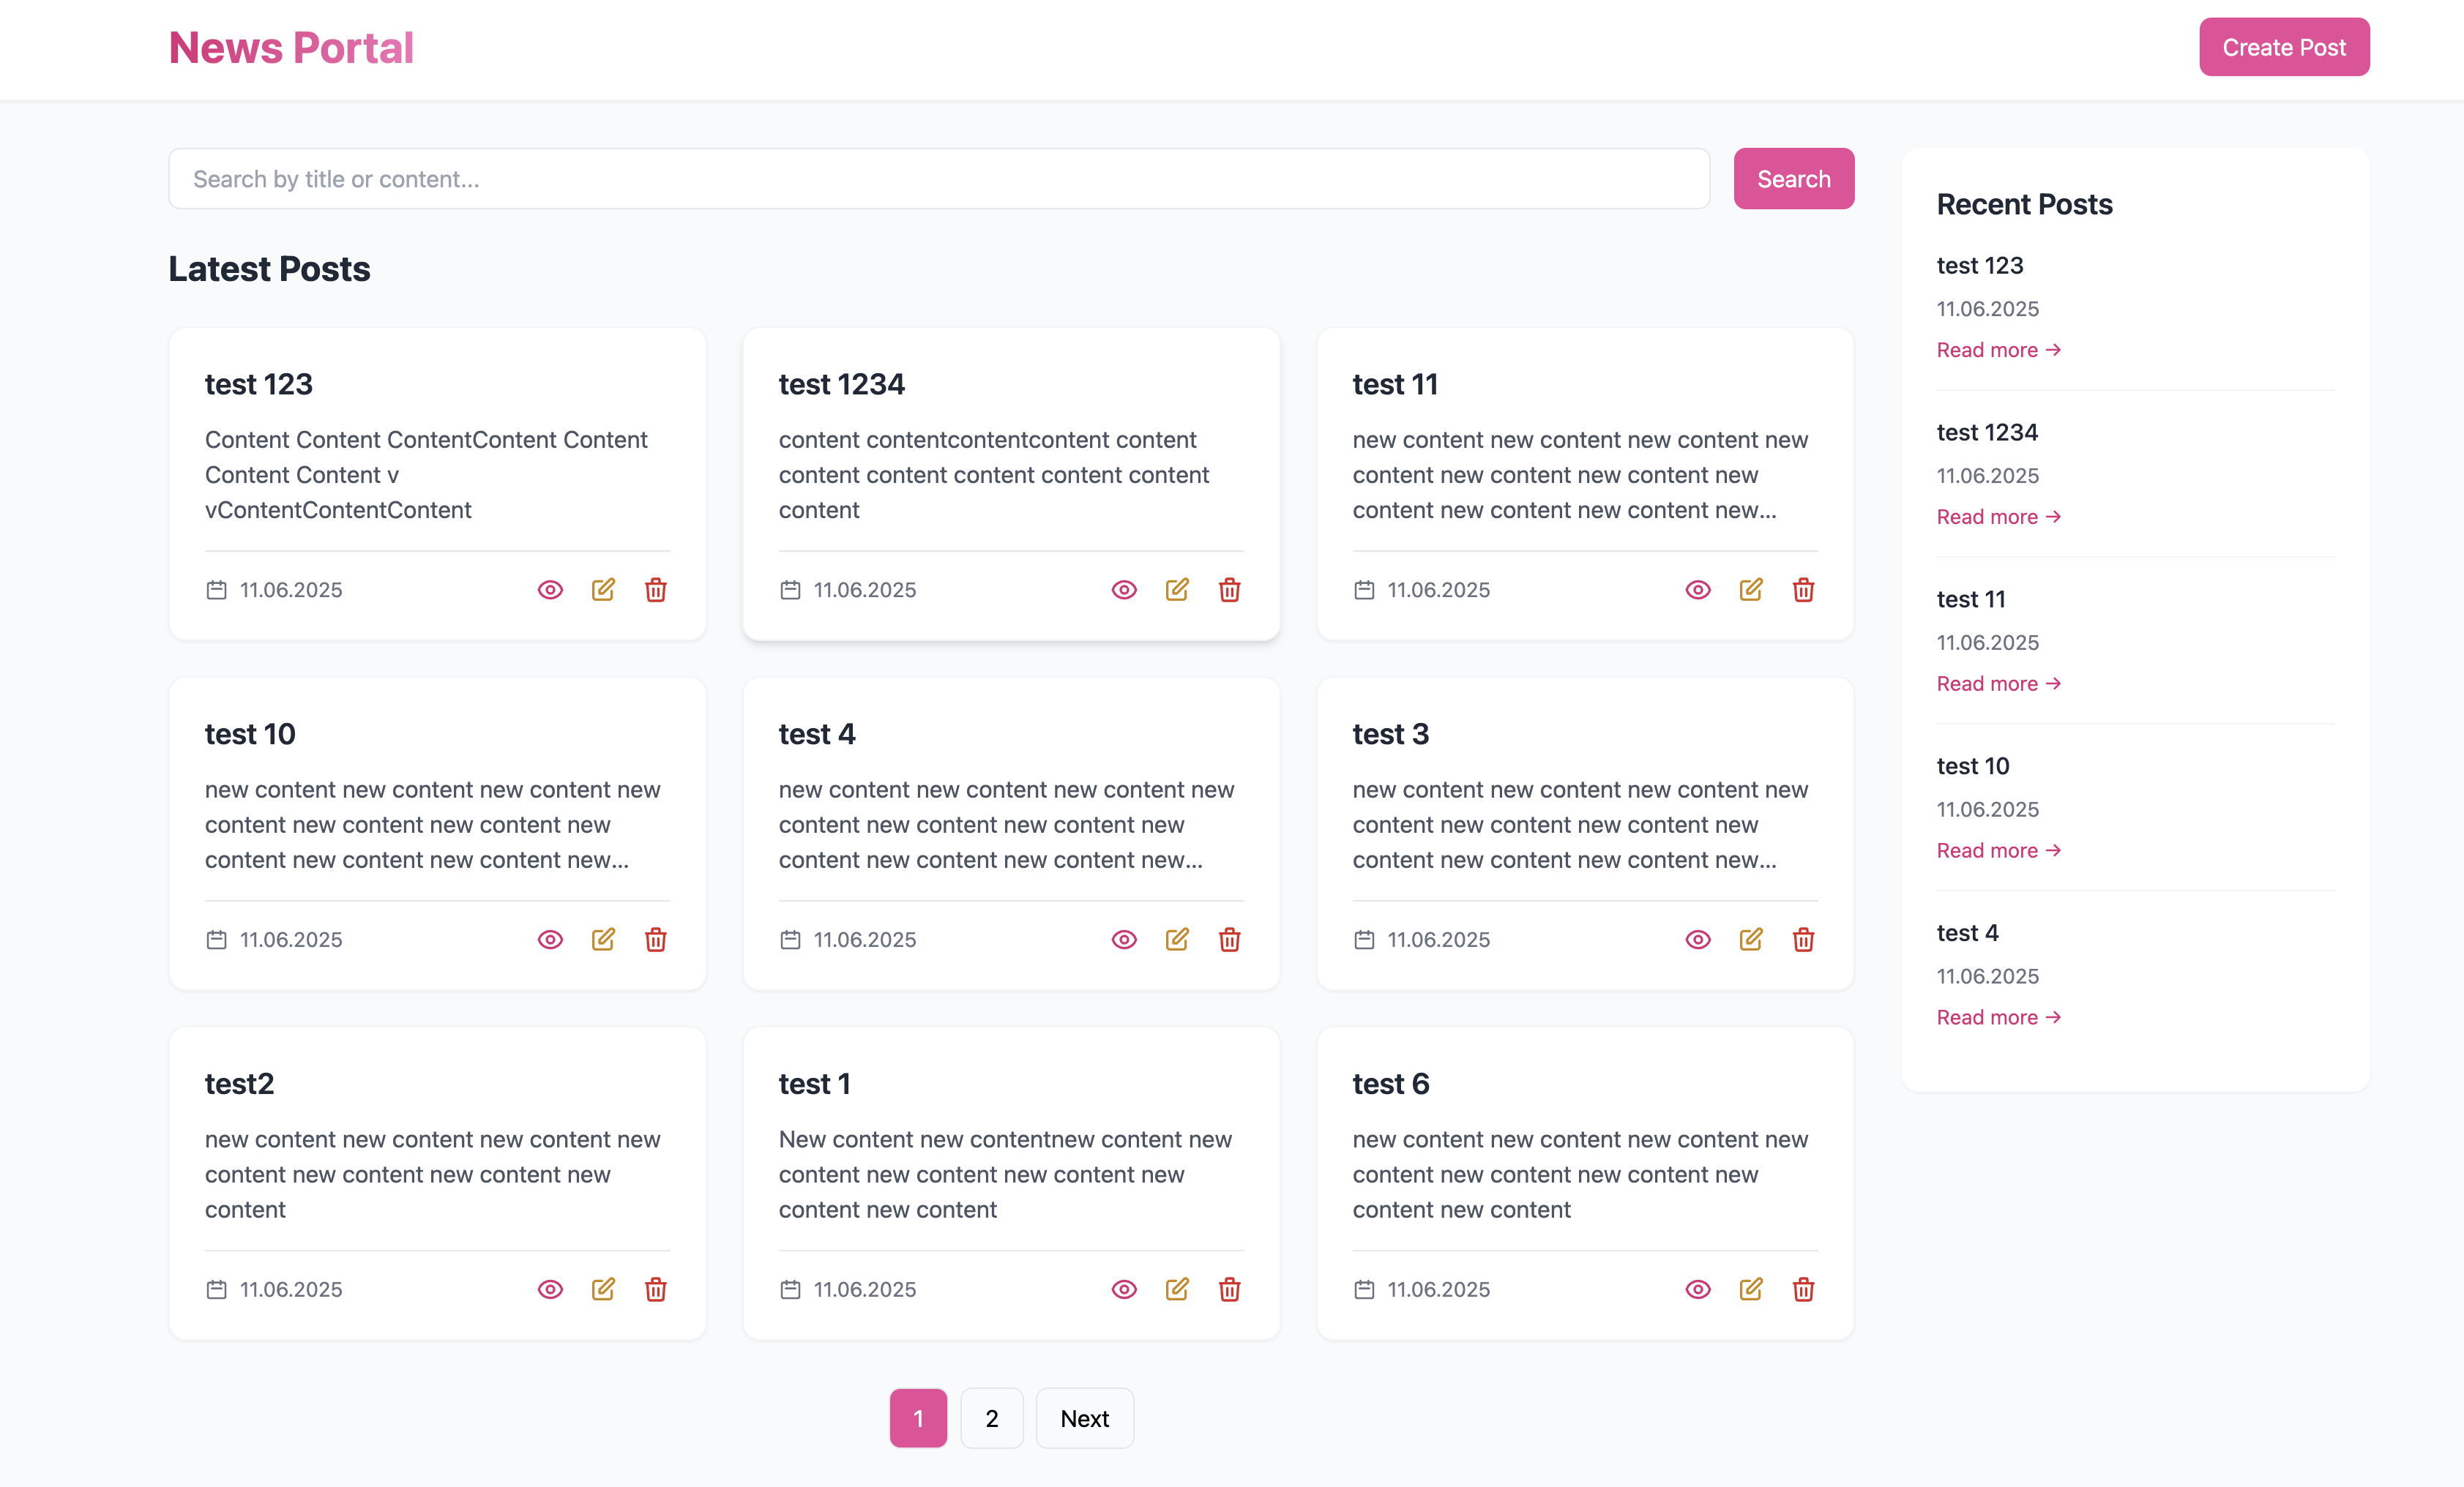 News Portal
Create Post
Search by title or content...
Search
Latest Posts
test 123
Content Content ContentContent Content
Content Content v
vContentContentContent
11.06.2025
test 1234
content contentcontentcontent content
content content content content content
content
11.06.2025
test 11
new content new content new content new
content new content new content new
content new content new content new...
11.06.2025
test 10
new content new content new content new
content new content new content new
content new content new content new...
11.06.2025
test 4
new content new content new content new
content new content new content new
content new content new content new...
11.06.2025
test 3
new content new content new content new
content new content new content new
content new content new content new...
11.06.2025
test2
new content new content new content new
content new content new content new
content
11.06.2025
test 1
New content new contentnew content new
content new content new content new
content new content
11.06.2025
test 6
new content new content new content new
content new content new content new
content new content
11.06.2025
1
2
Next
Recent Posts
test 123
11.06.2025
Read more →
test 1234
11.06.2025
Read more →
test 11
11.06.2025
Read more →
test 10
11.06.2025
Read more →
test 4
11.06.2025
Read more →